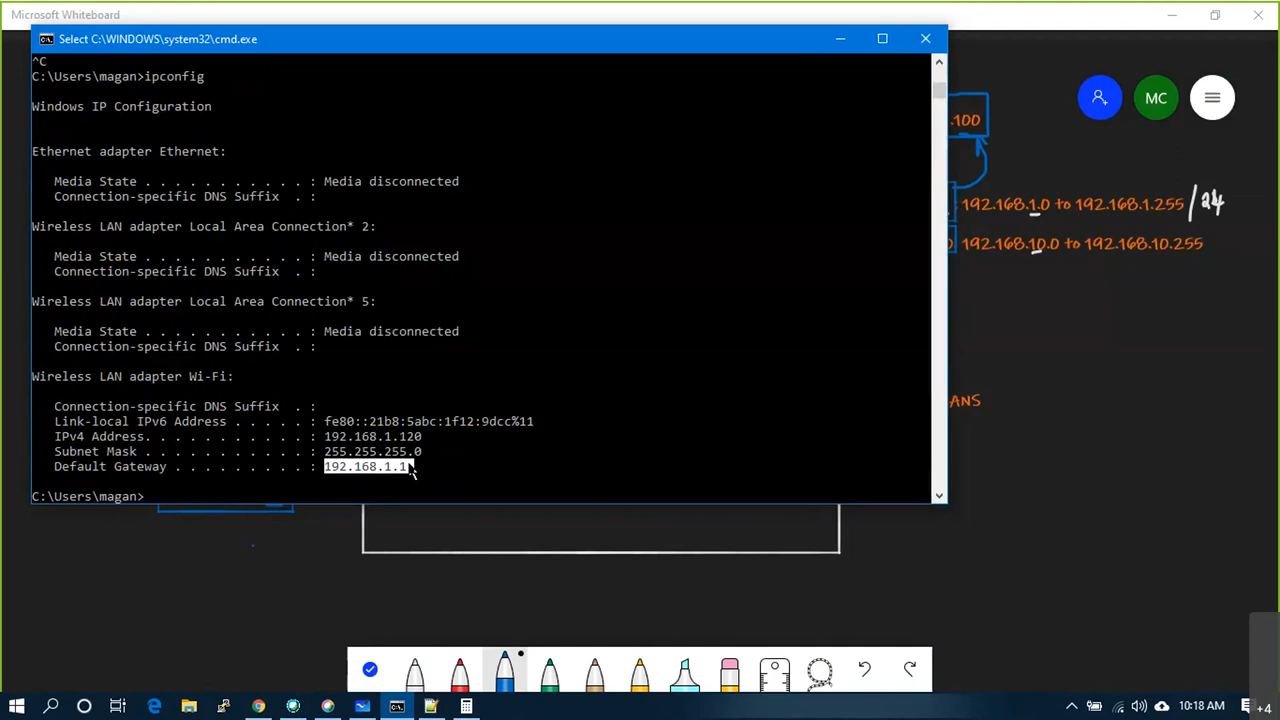 Microsoft Whiteboard
Select C:\WINDOWS\system32\cmd.exe
^C
C:\Users\magan>ipconfig
Windows IP Configuration
Ethernet adapter Ethernet:
Media State . . . . . . . . . . . : Media disconnected
Connection-specific DNS Suffix  . :
Wireless LAN adapter Local Area Connection* 2:
Media State . . . . . . . . . . . : Media disconnected
Connection-specific DNS Suffix  . :
Wireless LAN adapter Local Area Connection* 5:
Media State . . . . . . . . . . . : Media disconnected
Connection-specific DNS Suffix  . :
Wireless LAN adapter Wi-Fi:
Connection-specific DNS Suffix  . :
Link-local IPv6 Address . . . . . : fe80::21b8:5abc:1f12:9dcc%11
IPv4 Address. . . . . . . . . . . : 192.168.1.120
Subnet Mask . . . . . . . . . . . : 255.255.255.0
Default Gateway . . . . . . . . . : 192.168.1.1
C:\Users\magan>
MC
.100
192.168.1.0 to 192.168.1.255 /24
0 192.168.10.0 to 192.168.10.255
ANS
10:18 AM
+4